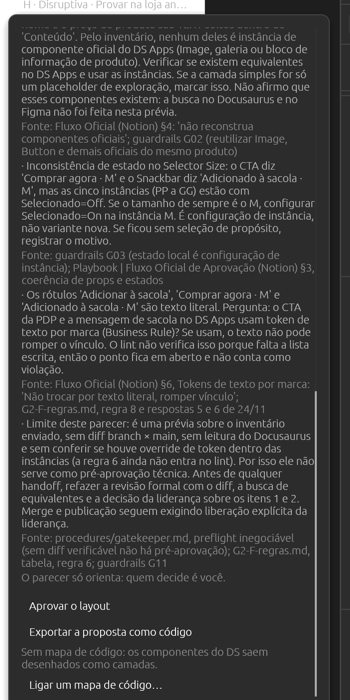 H · Disruptiva · Prova na loja an...
'Conteúdo'. Pelo inventário, nenhum deles é instância de
componente oficial do DS Apps (Image, galeria ou bloco de
informação de produto). Verificar se existem equivalentes
no DS Apps e usar as instâncias. Se a camada simples for só
um placeholder de exploração, marcar isso. Não afirmo que
esses componentes existem: a busca no Docusaurus e no
Figma não foi feita nesta prévia.
Fonte: Fluxo Oficial (Notion) §4: 'não reconstrua
componentes oficiais'; guardrails G02 (reutilizar Image,
Button e demais oficiais do mesmo produto)
· Inconsistência de estado no Selector Size: o CTA diz
'Comprar agora · M' e o Snackbar diz 'Adicionado à sacola ·
M', mas as cinco instâncias (PP a GG) estão com
Selecionado=Off. Se o tamanho de sempre é o M, configurar
Selecionado=On na instância M. É configuração de instância,
não variante nova. Se ficou sem seleção de propósito,
registrar o motivo.
Fonte: guardrails G03 (estado local é configuração de
instância); Playbook | Fluxo Oficial de Aprovação (Notion) §3,
coerência de props e estados
· Os rótulos 'Adicionar à sacola', 'Comprar agora · M' e
'Adicionado à sacola · M' são texto literal. Pergunta: o CTA
da PDP e a mensagem de sacola no DS Apps usam token de
texto por marca (Business Rule)? Se usam, o texto não pode
romper o vínculo. O lint não verifica isso porque falta a lista
escrita, então o ponto fica em aberto e não conta como
violação.
Fonte: Fluxo Oficial (Notion) §6, Tokens de texto por marca:
'Não trocar por texto literal, romper vínculo';
G2-F-regras.md, regra 8 e respostas 5 e 6 de 24/11
· Limite deste parecer: é uma prévia sobre o inventário
enviado, sem diff branch × main, sem leitura do Docusaurus
e sem conferir se houve override de token dentro das
instâncias (a regra 6 ainda não entra no lint). Por isso ele não
serve como pré-aprovação técnica. Antes de qualquer
handoff, refazer a revisão formal com o diff, a busca de
equivalentes e a decisão da liderança sobre os itens 1 e 2.
Merge e publicação seguem exigindo liberação explícita da
liderança.
Fonte: procedures/gatekeeper.md, preflight inegociável
(sem diff verificável não há pré-aprovação); G2-F-regras.md,
tabela, regra 6; guardrails G11
O parecer só orienta: quem decide é você.
Aprovar o layout
Exportar a proposta como código
Sem mapa de código: os componentes do DS saem
desenhados como camadas.
Ligar um mapa de código...